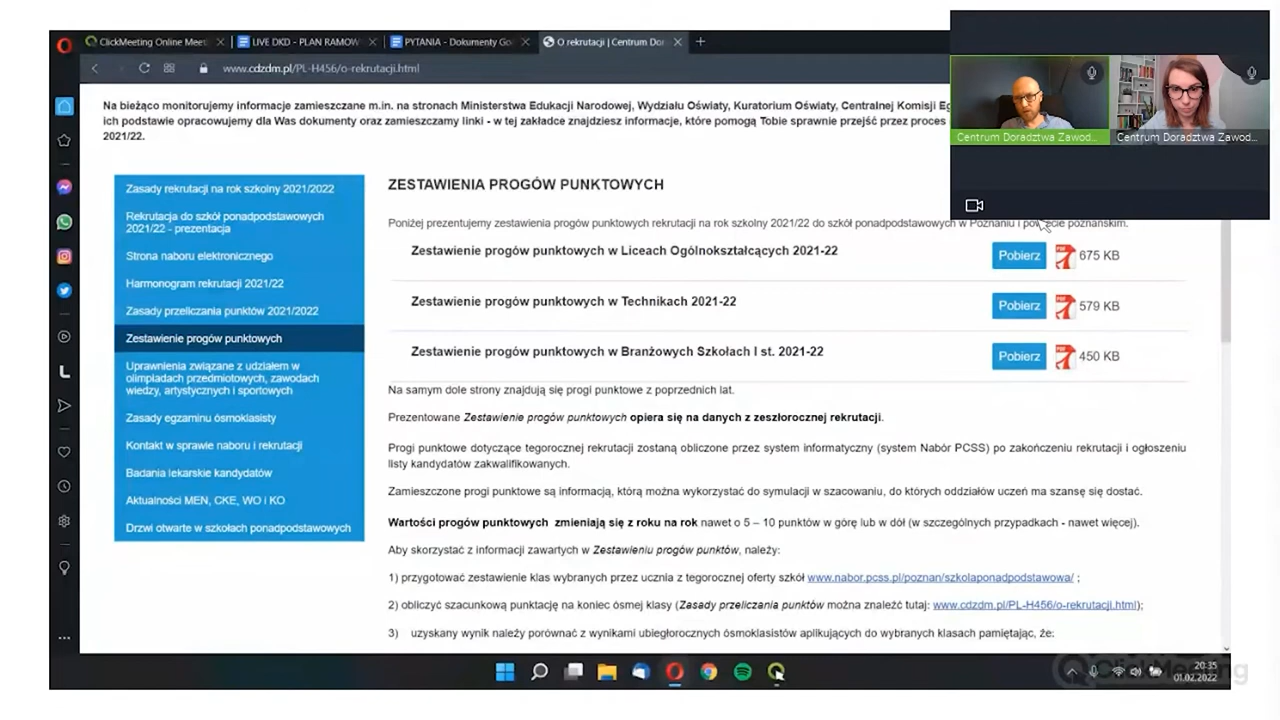 ClickMeeting Online Meet
LIVE DKD - PLAN RAMOW
PYTANIA - Dokumenty Go
O rekrutacji | Centrum Dor
www.cdzdm.pl/PL-H456/o-rekrutacji.html
Na bieżąco monitorujemy informacje zamieszczane m.in. na stronach Ministerstwa Edukacji Narodowej, Wydziału Oświaty, Kuratorium Oświaty, Centralnej Komisji Eg
ich podstawie opracowujemy dla Was dokumenty oraz zamieszczamy linki - w tej zakładce znajdziesz informacje, które pomogą Tobie sprawnie przejść przez proces
2021/22.
Centrum Doradztwa Zawod...
Centrum Doradztwa Zawod...
Zasady rekrutacji na rok szkolny 2021/2022
Rekrutacja do szkół ponadpodstawowych
2021/22 - prezentacja
Strona naboru elektronicznego
Harmonogram rekrutacji 2021/22
Zasady przeliczania punktów 2021/2022
Zestawienie progów punktowych
Uprawnienia związane z udziałem w
olimpiadach przedmiotowych, zawodach
wiedzy, artystycznych i sportowych
Zasady egzaminu ósmoklasisty
Kontakt w sprawie naboru i rekrutacji
Badania lekarskie kandydatów
Aktualności MEN, CKE, WO i KO
Drzwi otwarte w szkołach ponadpodstawowych
ZESTAWIENIA PROGÓW PUNKTOWYCH
Poniżej prezentujemy zestawienia progów punktowych rekrutacji na rok szkolny 2021/22 do szkół ponadpodstawowych w Poznaniu i powiecie poznańskim.
Zestawienie progów punktowych w Liceach Ogólnokształcących 2021-22
Pobierz
675 KB
Zestawienie progów punktowych w Technikach 2021-22
Pobierz
579 KB
Zestawienie progów punktowych w Branżowych Szkołach I st. 2021-22
Pobierz
450 KB
Na samym dole strony znajdują się progi punktowe z poprzednich lat.
Prezentowane Zestawienie progów punktowych opiera się na danych z zeszłorocznej rekrutacji.
Progi punktowe dotyczące tegorocznej rekrutacji zostaną obliczone przez system informatyczny (system Nabór PCSS) po zakończeniu rekrutacji i ogłoszeniu
listy kandydatów zakwalifikowanych.
Zamieszczone progi punktowe są informacją, którą można wykorzystać do symulacji w szacowaniu, do których oddziałów uczeń ma szansę się dostać.
Wartości progów punktowych zmieniają się z roku na rok nawet o 5 – 10 punktów w górę lub w dół (w szczególnych przypadkach - nawet więcej).
Aby skorzystać z informacji zawartych w Zestawieniu progów punktów, należy:
1) przygotować zestawienie klas wybranych przez ucznia z tegorocznej oferty szkół www.nabor.pcss.pl/poznan/szkolaponadpodstawowa/ ;
2) obliczyć szacunkową punktację na koniec ósmej klasy (Zasady przeliczania punktów można znaleźć tutaj: www.cdzdm.pl/PL-H456/o-rekrutacji.html);
3) uzyskany wynik należy porównać z wynikami ubiegłorocznych ósmoklasistów aplikujących do wybranych klasach pamiętając, że:
ClickMeeting
20:35
01.02.2022